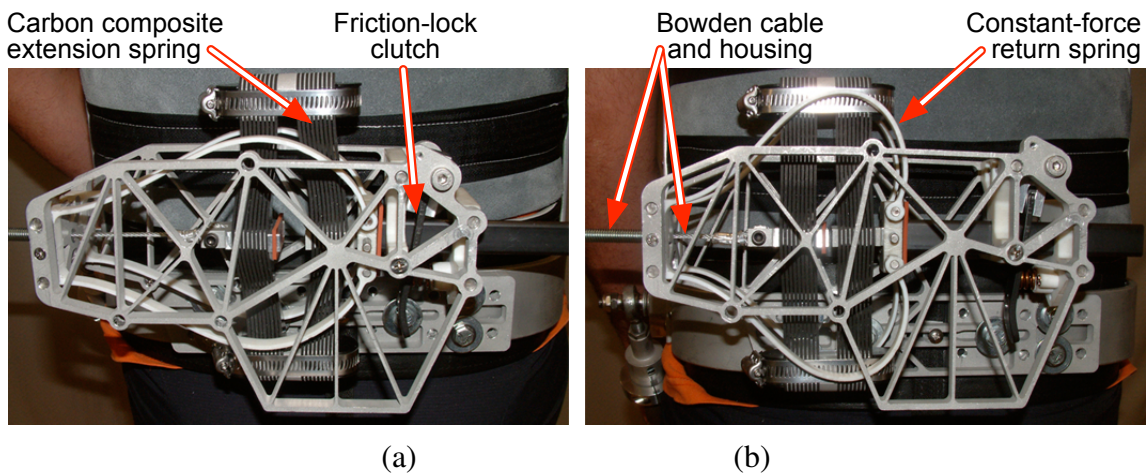 Carbon composite
extension spring
Friction-lock
clutch
Bowden cable
and housing
Constant-force
return spring
(a)
(b)